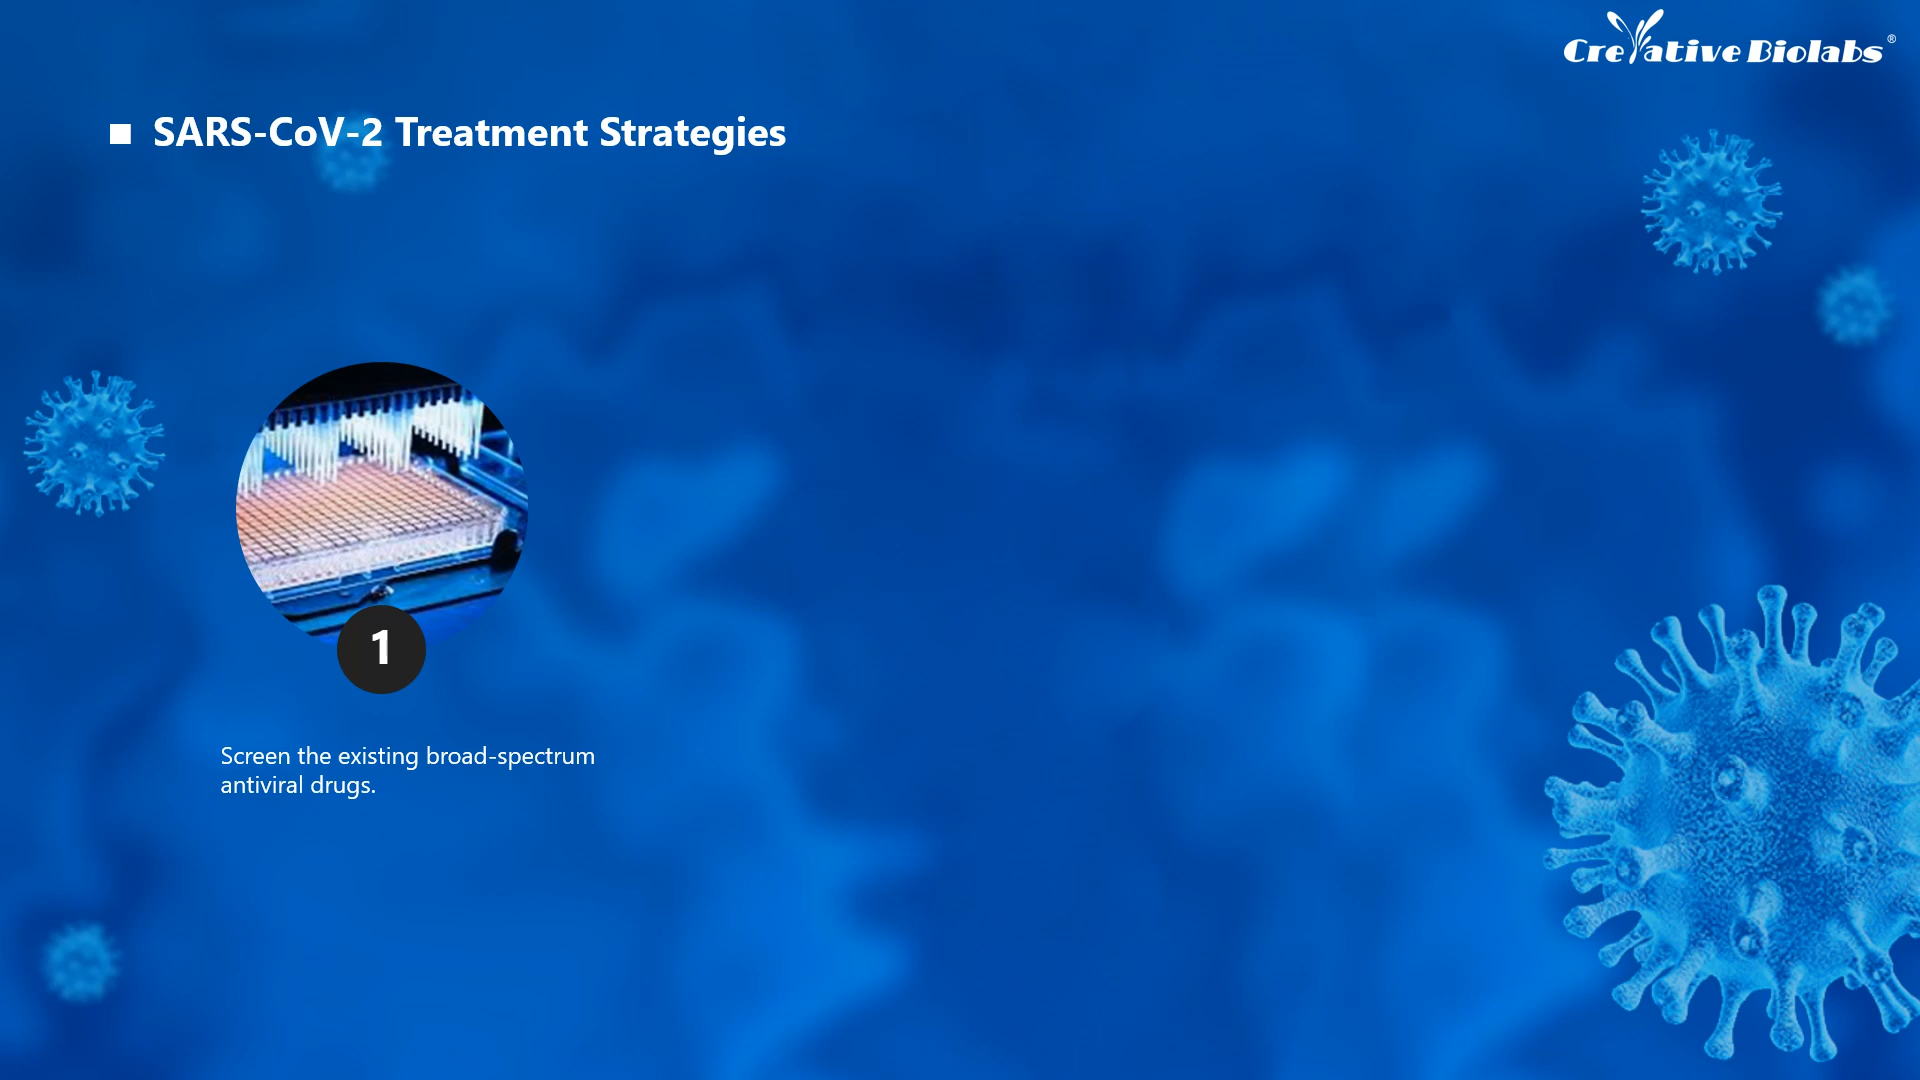 Creative Biolabs®
■ SARS-CoV-2 Treatment Strategies
1
Screen the existing broad-spectrum
antiviral drugs.